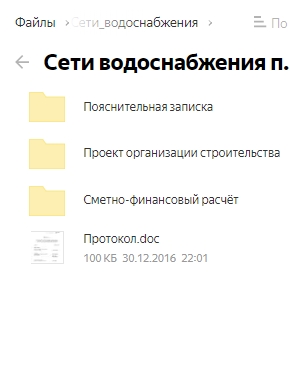 Файлы > Сети_водоснабжения >
По
← Сети водоснабжения п.
Пояснительная записка
Проект организации строительства
Сметно-финансовый расчёт
Протокол.doc
100 КБ 30.12.2016 22:01